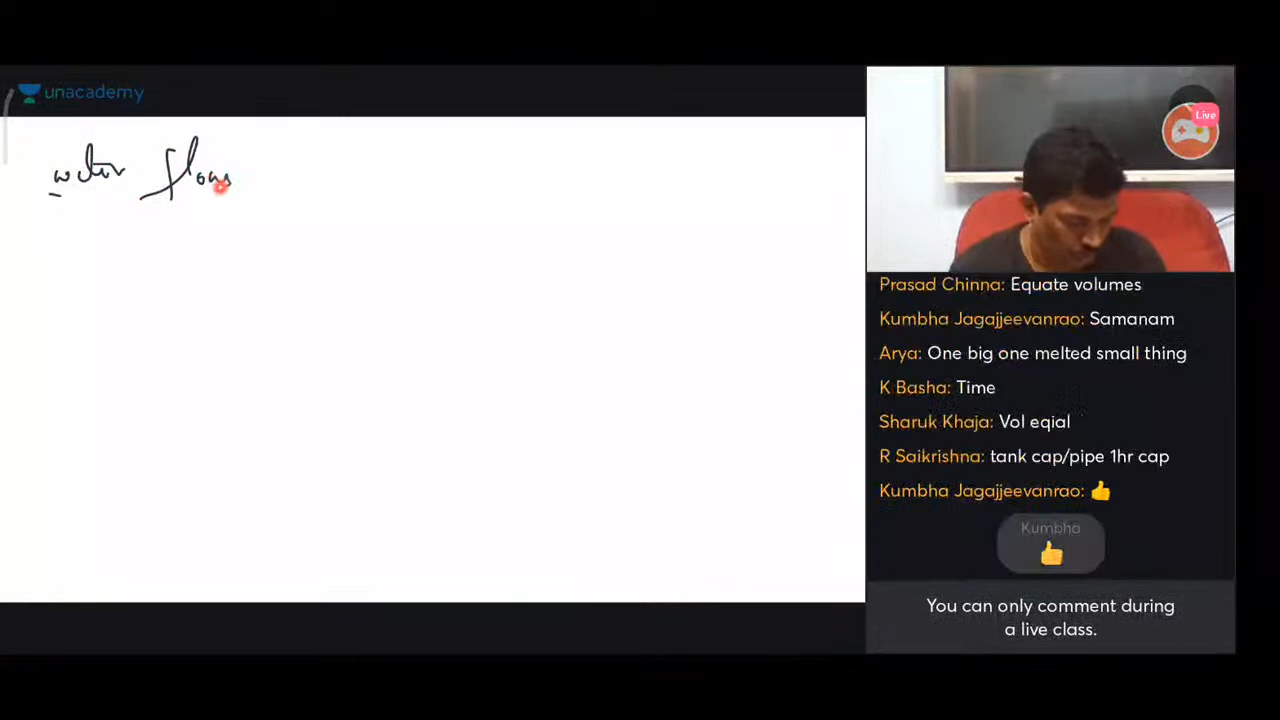 unacademy
water flows
Live
Prasad Chinna: Equate volumes
Kumbha Jagajjeevanrao: Samanam
Arya: One big one melted small thing
K Basha: Time
Sharuk Khaja: Vol eqial
R Saikrishna: tank cap/pipe 1hr cap
Kumbha Jagajjeevanrao: 👍
Kumbha
👍
You can only comment during
a live class.